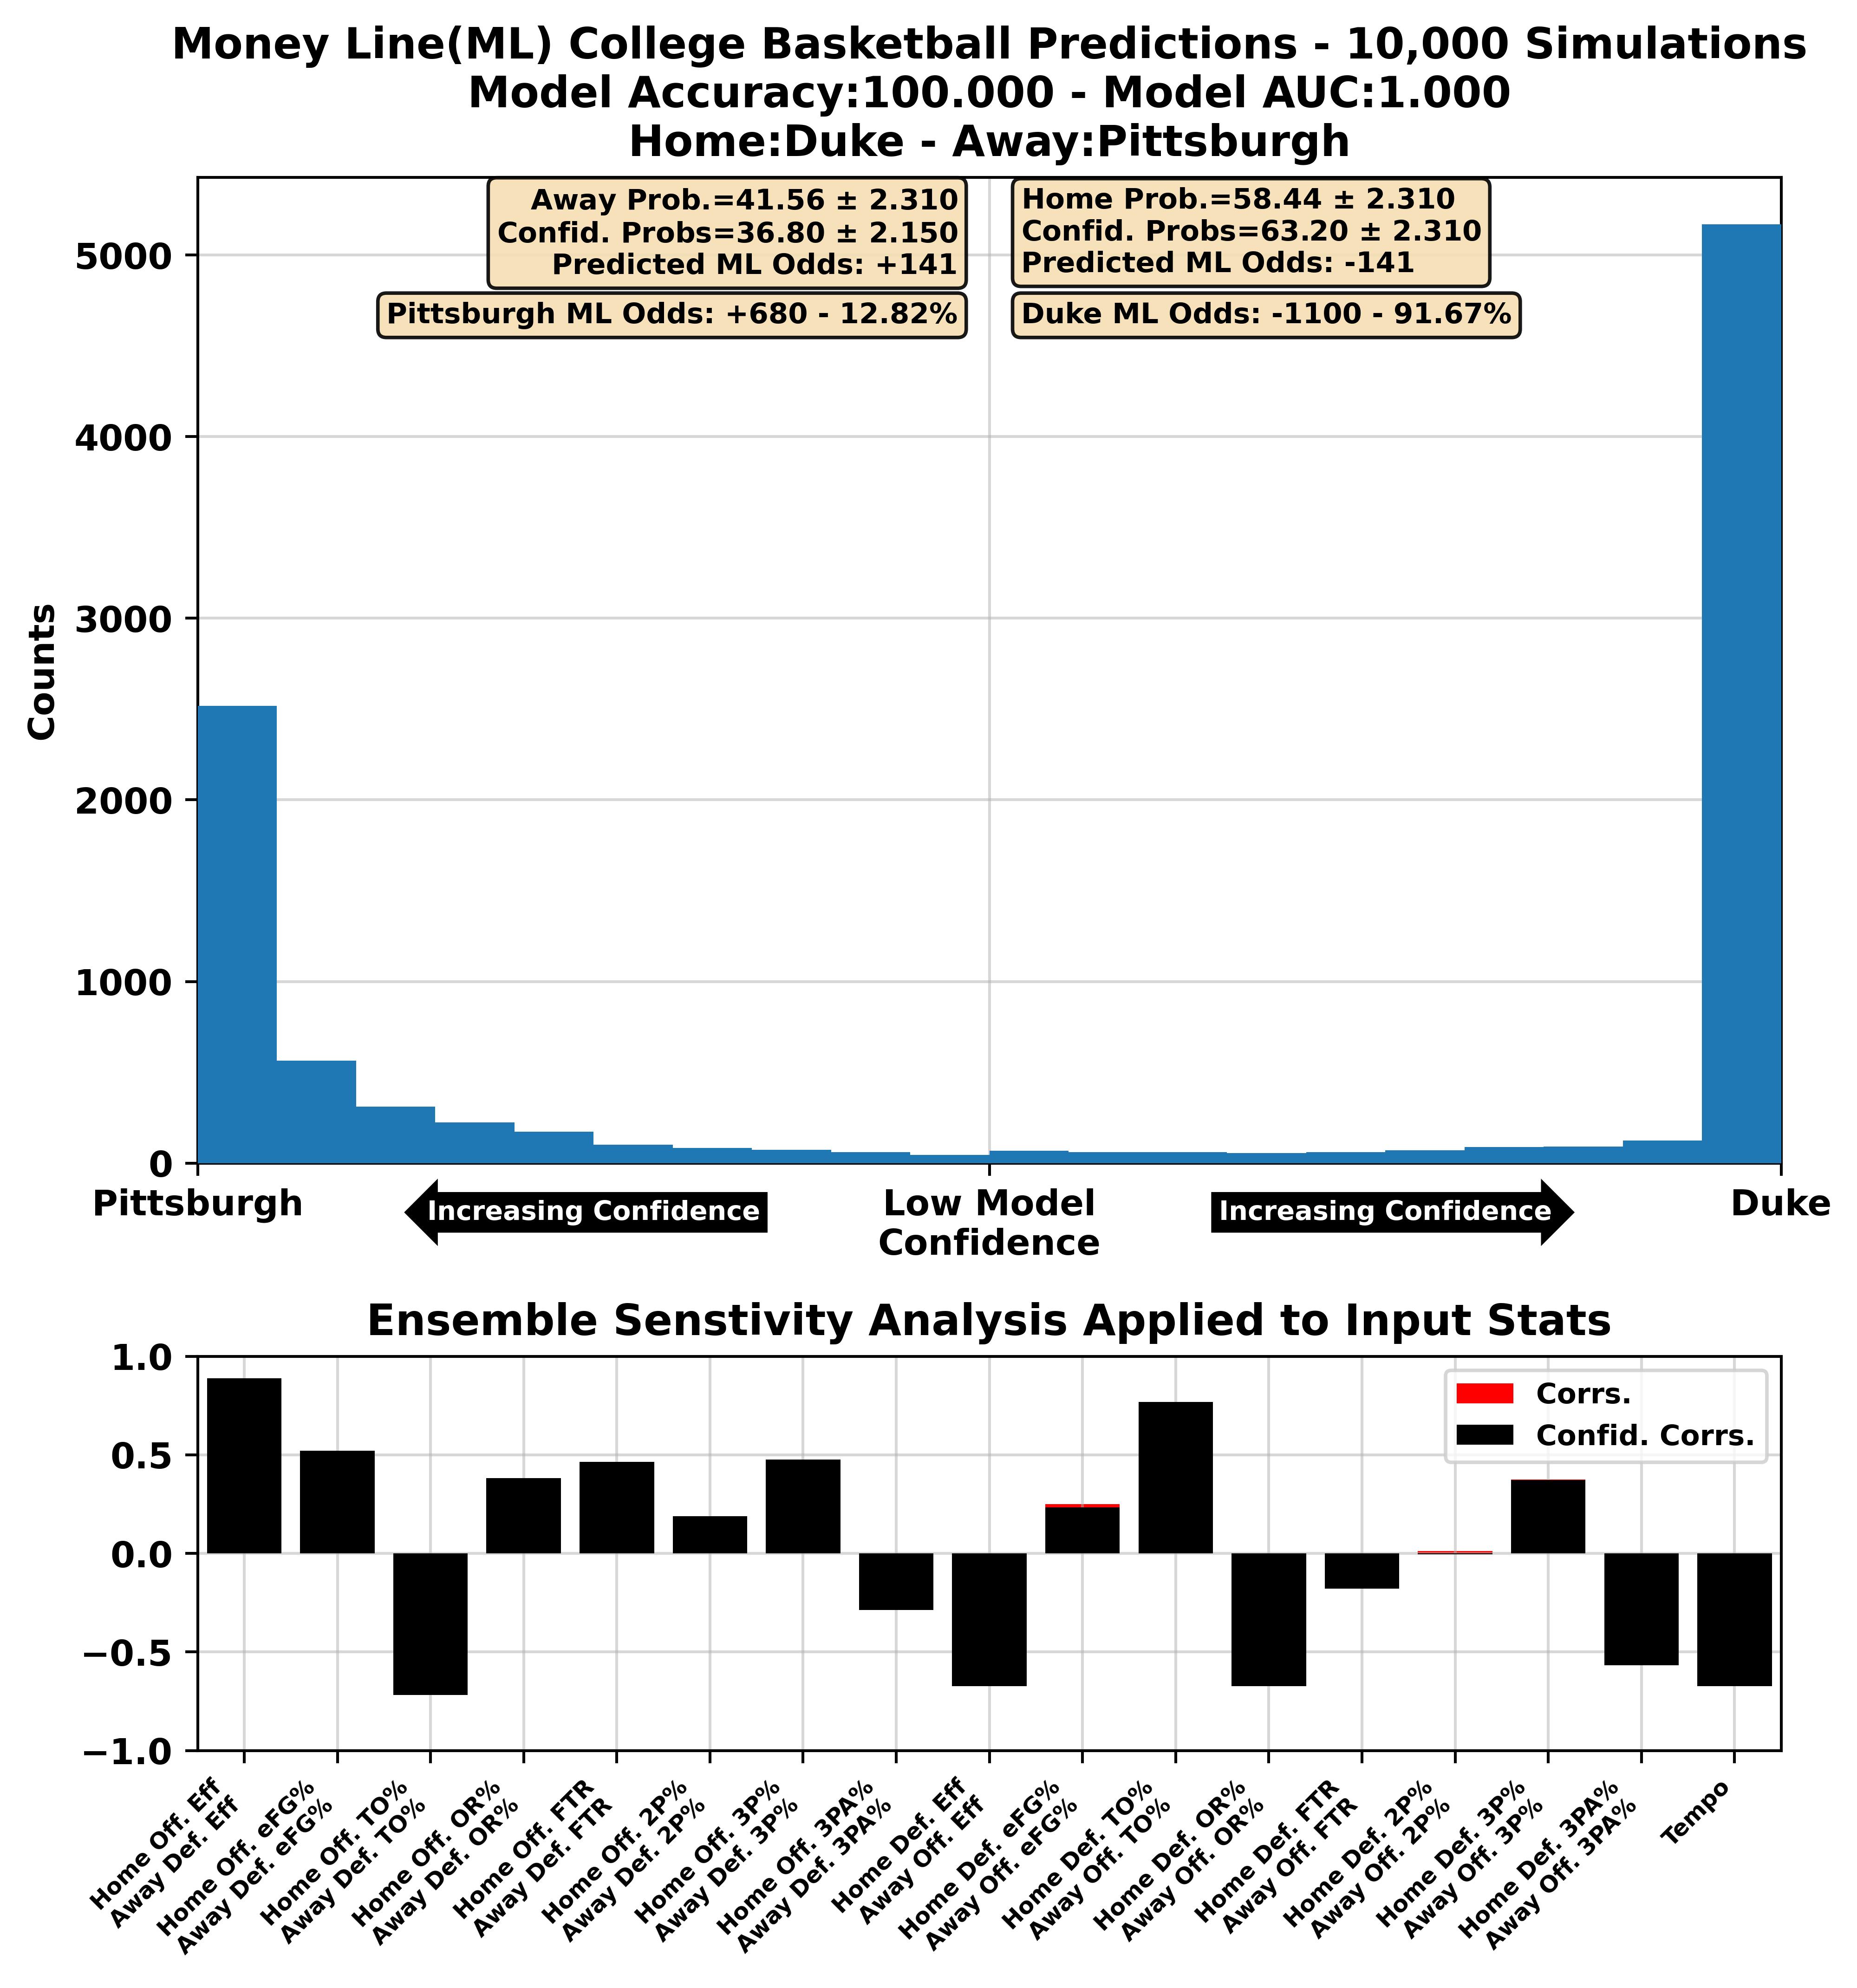 Money Line(ML) College Basketball Predictions - 10,000 Simulations
Model Accuracy:100.000 - Model AUC:1.000
Home:Duke - Away:Pittsburgh
Away Prob.=41.56 ± 2.310
Confid. Probs=36.80 ± 2.150
Predicted ML Odds: +141
Pittsburgh ML Odds: +680 - 12.82%
Home Prob.=58.44 ± 2.310
Confid. Probs=63.20 ± 2.310
Predicted ML Odds: -141
Duke ML Odds: -1100 - 91.67%
Counts
5000
4000
3000
2000
1000
0
Pittsburgh
Increasing Confidence
Low Model
Confidence
Increasing Confidence
Duke
Ensemble Senstivity Analysis Applied to Input Stats
Corrs.
Confid. Corrs.
1.0
0.5
0.0
−0.5
−1.0
Home Off. Eff
Away Def. Eff
Home Off. eFG%
Away Def. eFG%
Home Off. TO%
Away Def. TO%
Home Off. OR%
Away Def. OR%
Home Off. FTR
Away Def. FTR
Home Off. 2P%
Away Def. 2P%
Home Off. 3P%
Away Def. 3P%
Home Off. 3PA%
Away Def. 3PA%
Home Def. Eff
Away Off. Eff
Home Def. eFG%
Away Off. eFG%
Home Def. TO%
Away Off. TO%
Home Def. OR%
Away Off. OR%
Home Def. FTR
Away Off. FTR
Home Def. 2P%
Away Off. 2P%
Home Def. 3P%
Away Off. 3P%
Home Def. 3PA%
Away Off. 3PA%
Tempo